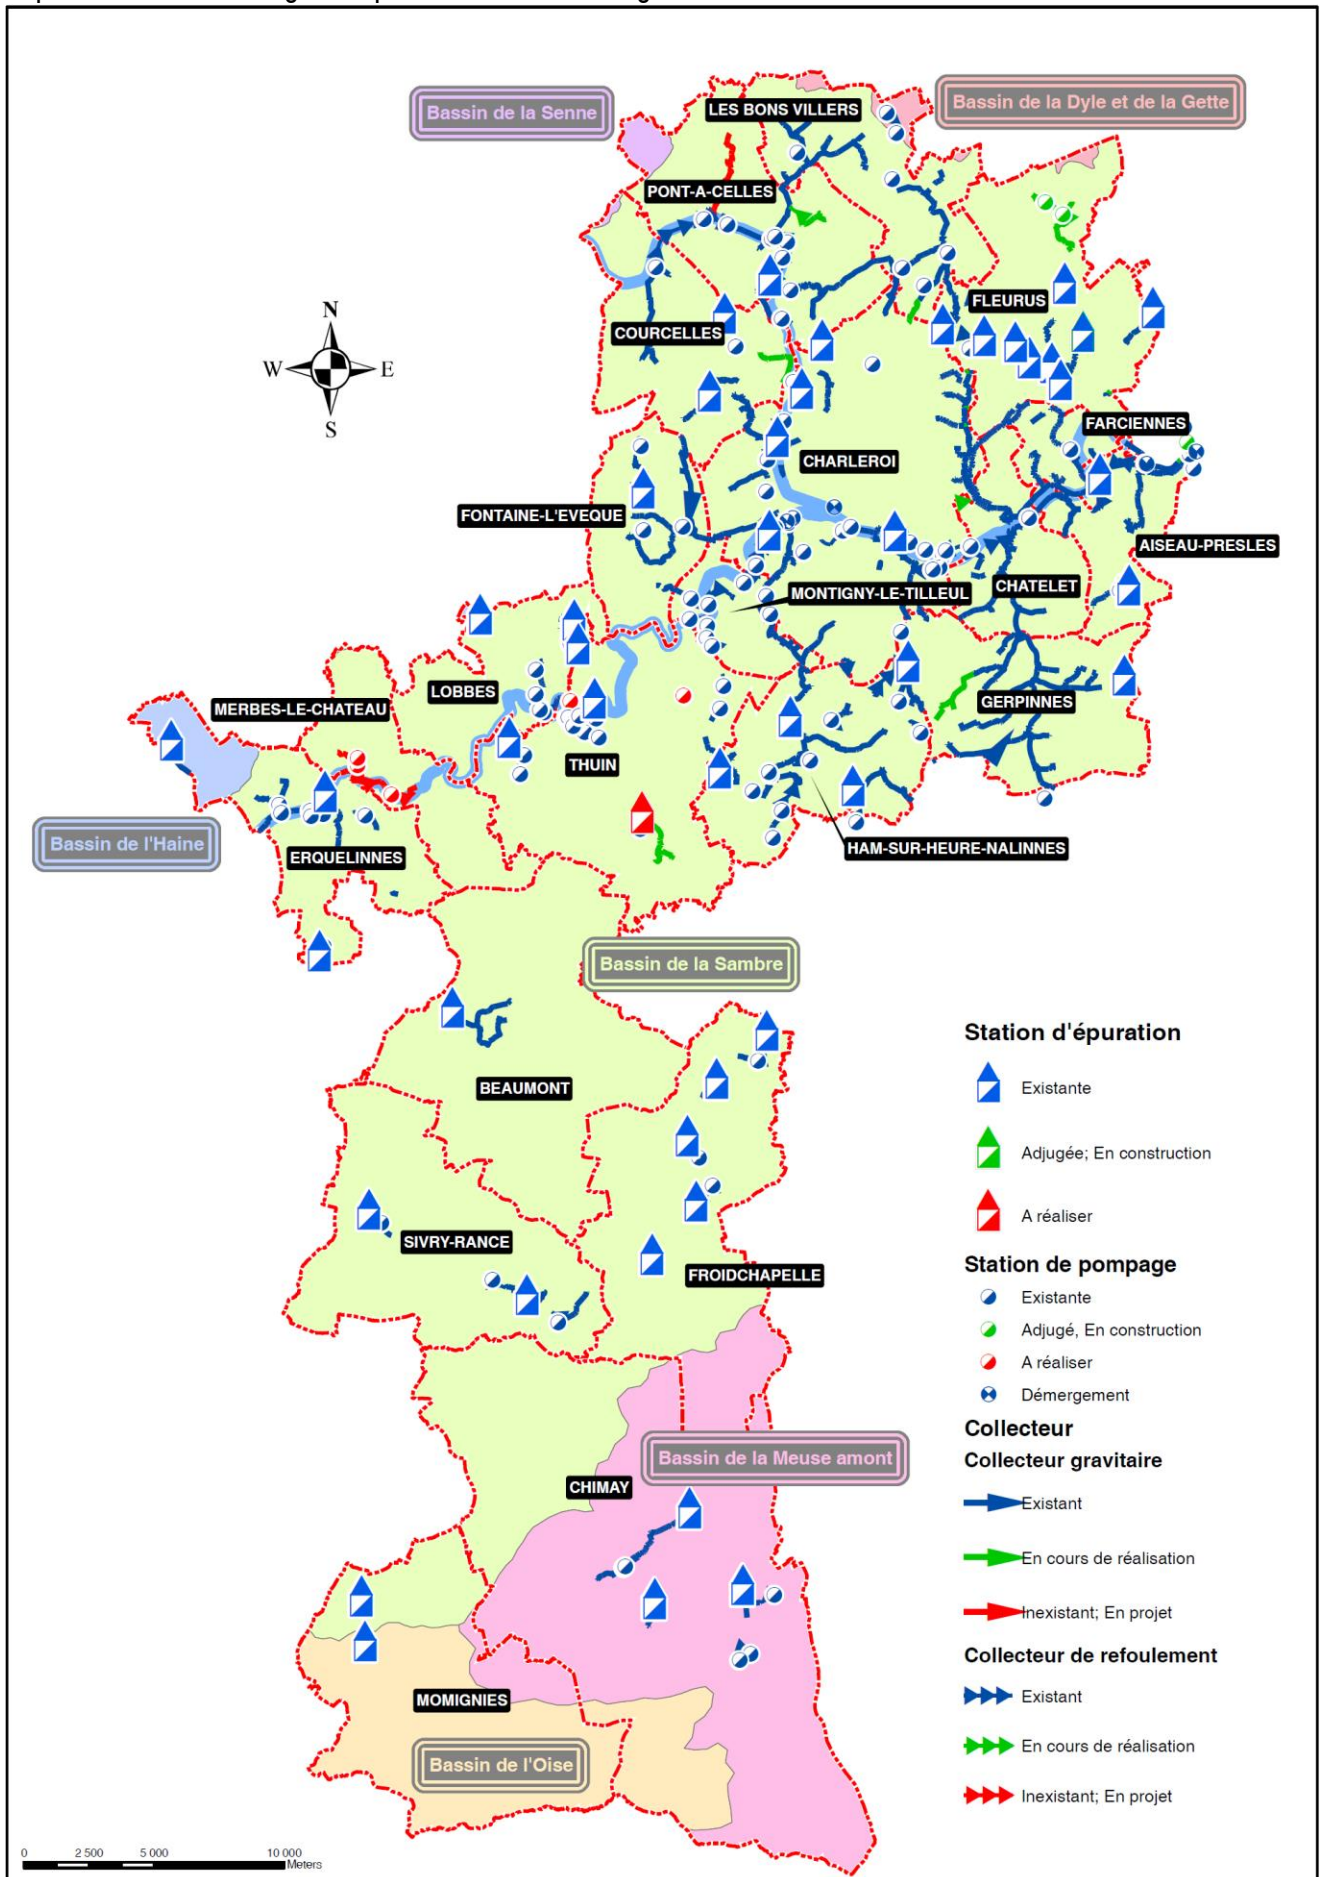 Bassin de la Senne
LES BONS VILLERS
Bassin de la Dyle et de la Gette
PONT-A-CELLES
N
W
E
S
FLEURUS
COURCELLES
FARCIENNES
CHARLEROI
FONTAINE-L'EVEQUE
AISEAU-PRESLES
CHATELET
MONTIGNY-LE-TILLEUL
LOBBES
MERBES-LE-CHATEAU
GERPINNES
THUIN
Bassin de l'Haine
ERQUELINNES
HAM-SUR-HEURE-NALINNES
Bassin de la Sambre
BEAUMONT
SIVRY-RANCE
FROIDCHAPELLE
CHIMAY
Bassin de la Meuse amont
MOMIGNIES
Bassin de l'Oise
Station d'épuration
Existante
Adjugée; En construction
A réaliser
Station de pompage
Existante
Adjugé, En construction
A réaliser
Démergement
Collecteur
Collecteur gravitaire
Existant
En cours de réalisation
Inexistant; En projet
Collecteur de refoulement
Existant
En cours de réalisation
Inexistant; En projet
0 2 500 5 000 10 000
Meters